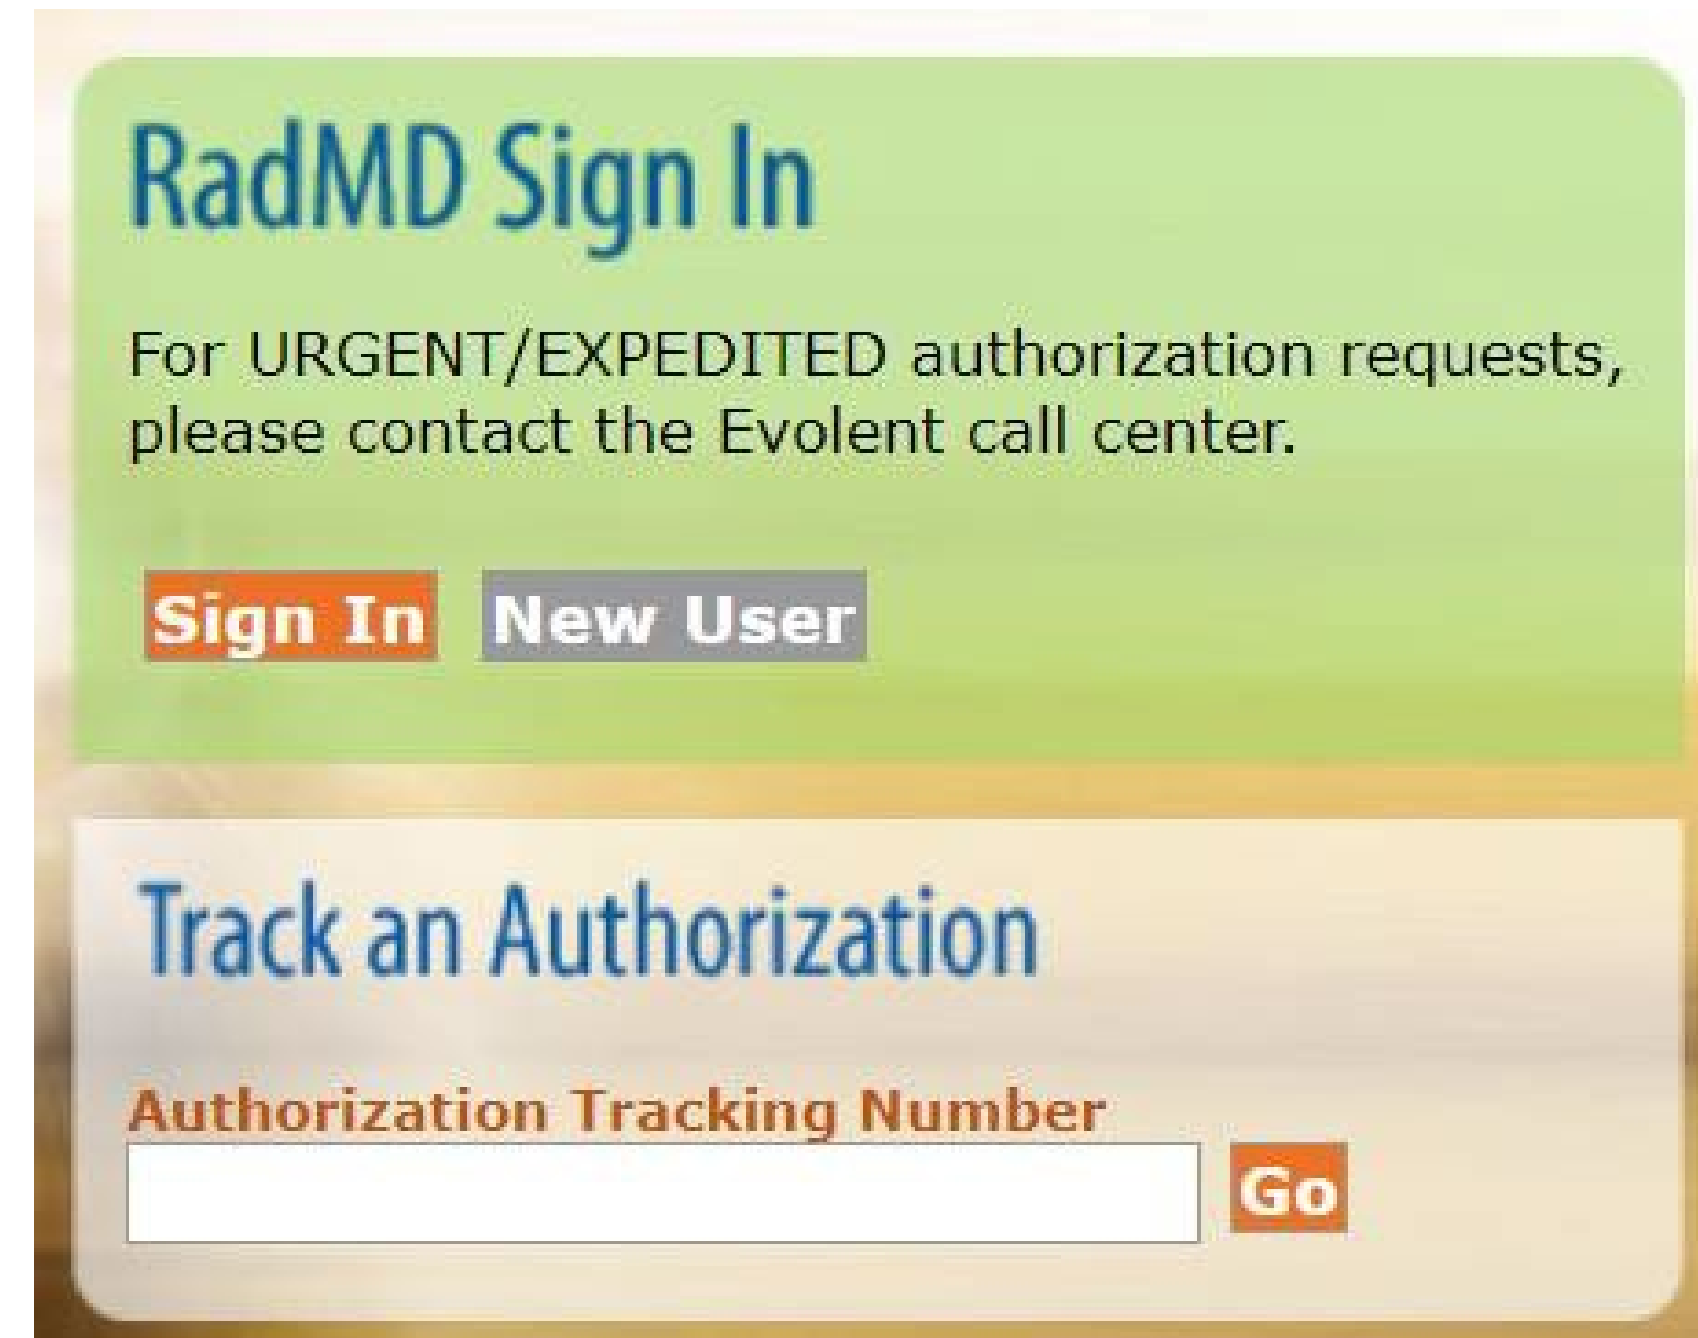 RadMD Sign In
For URGENT/EXPEDITED authorization requests,
please contact the Evolent call center.
Sign In New User
Track an Authorization
Authorization Tracking Number
Go